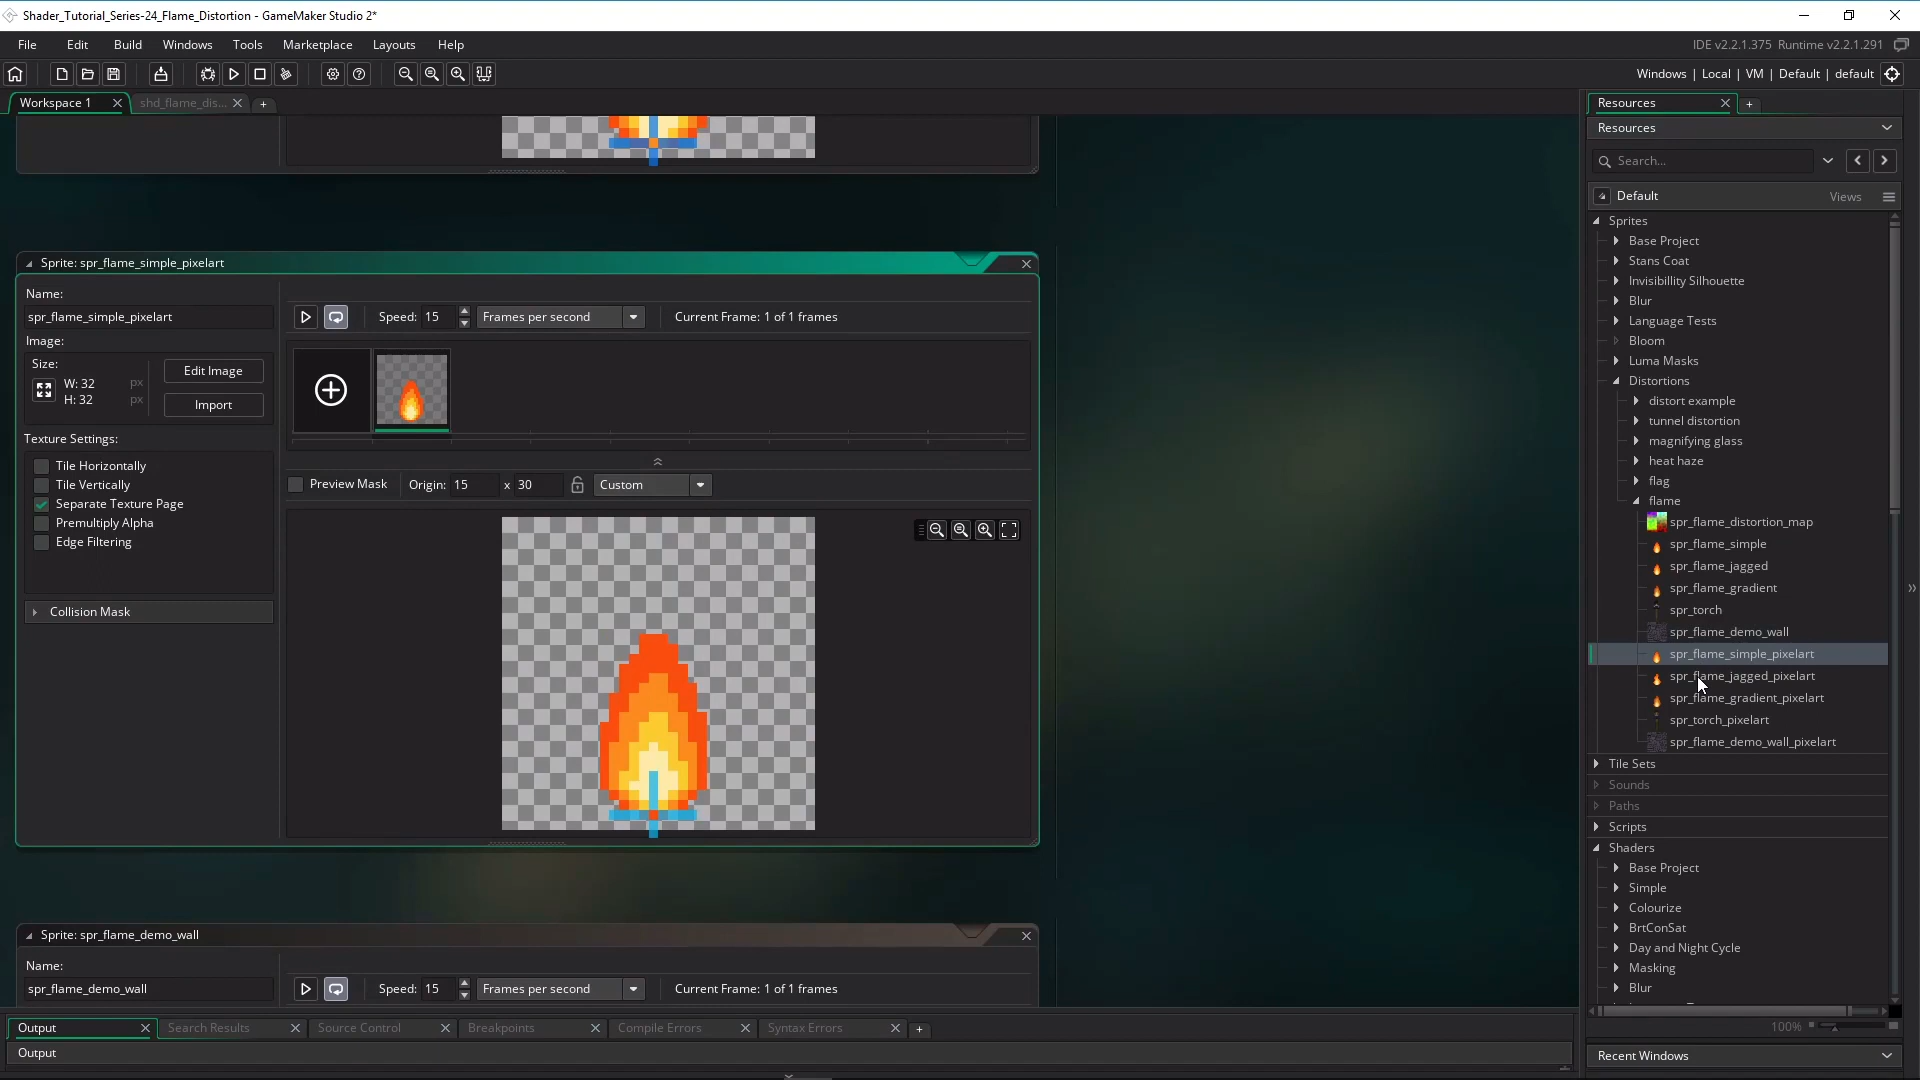 Shader_Tutorial_Series-24_Flame_Distortion - GameMaker Studio 2*
File Edit Build Windows Tools Marketplace Layouts Help
IDE v2.2.1.375 Runtime v2.2.1.291
Windows | Local | VM | Default | default
Workspace 1
shd_flame_dis...
Sprite: spr_flame_simple_pixelart
Name:
spr_flame_simple_pixelart
Image:
Size:
W: 32 px
H: 32 px
Edit Image
Import
Texture Settings:
Tile Horizontally
Tile Vertically
Separate Texture Page
Premultiply Alpha
Edge Filtering
Collision Mask
Speed: 15 Frames per second
Current Frame: 1 of 1 frames
Preview Mask
Origin: 15 x 30
Custom
Sprite: spr_flame_demo_wall
Name:
spr_flame_demo_wall
Speed: 15 Frames per second
Current Frame: 1 of 1 frames
Output
Search Results
Source Control
Breakpoints
Compile Errors
Syntax Errors
Output
Resources
Resources
Search...
Default
Views
Sprites
Base Project
Stans Coat
Invisibillity Silhouette
Blur
Language Tests
Bloom
Luma Masks
Distortions
distort example
tunnel distortion
magnifying glass
heat haze
flag
flame
spr_flame_distortion_map
spr_flame_simple
spr_flame_jagged
spr_flame_gradient
spr_torch
spr_flame_demo_wall
spr_flame_simple_pixelart
spr_flame_jagged_pixelart
spr_flame_gradient_pixelart
spr_torch_pixelart
spr_flame_demo_wall_pixelart
Tile Sets
Sounds
Paths
Scripts
Shaders
Base Project
Simple
Colourize
BrtConSat
Day and Night Cycle
Masking
Blur
100%
Recent Windows